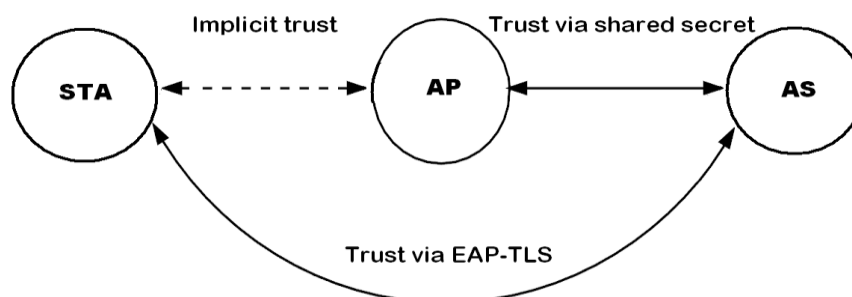 Implicit trust
Trust via shared secret
STA
AP
AS
Trust via EAP-TLS